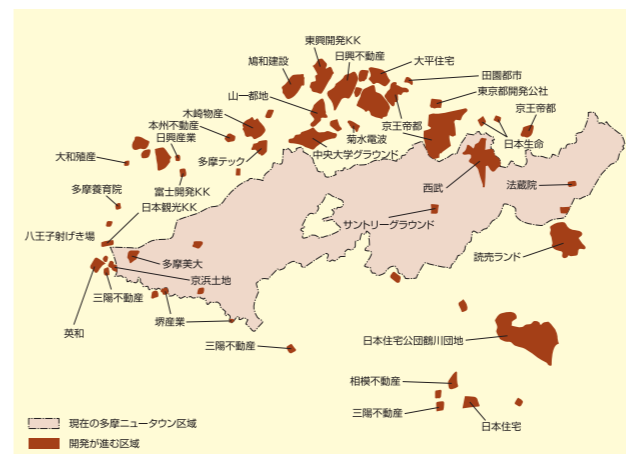 東興開発KK
鳩和建設
日興不動産
大平住宅
田園都市
山一都地
東京都開発公社
木崎物産
京王帝都
本州不動産
京王帝都
日興産業
菊水電波
日本生命
多摩テック
中央大学グラウンド
大和殖産
富士開発KK
西武
法蔵院
多摩養育院
日本観光KK
サントリーグラウンド
八王子射げき場
読売ランド
多摩美大
京浜土地
三陽不動産
堺産業
英和
三陽不動産
日本住宅公団鶴川団地
相模不動産
三陽不動産
日本住宅
現在の多摩ニュータウン区域
開発が進む区域